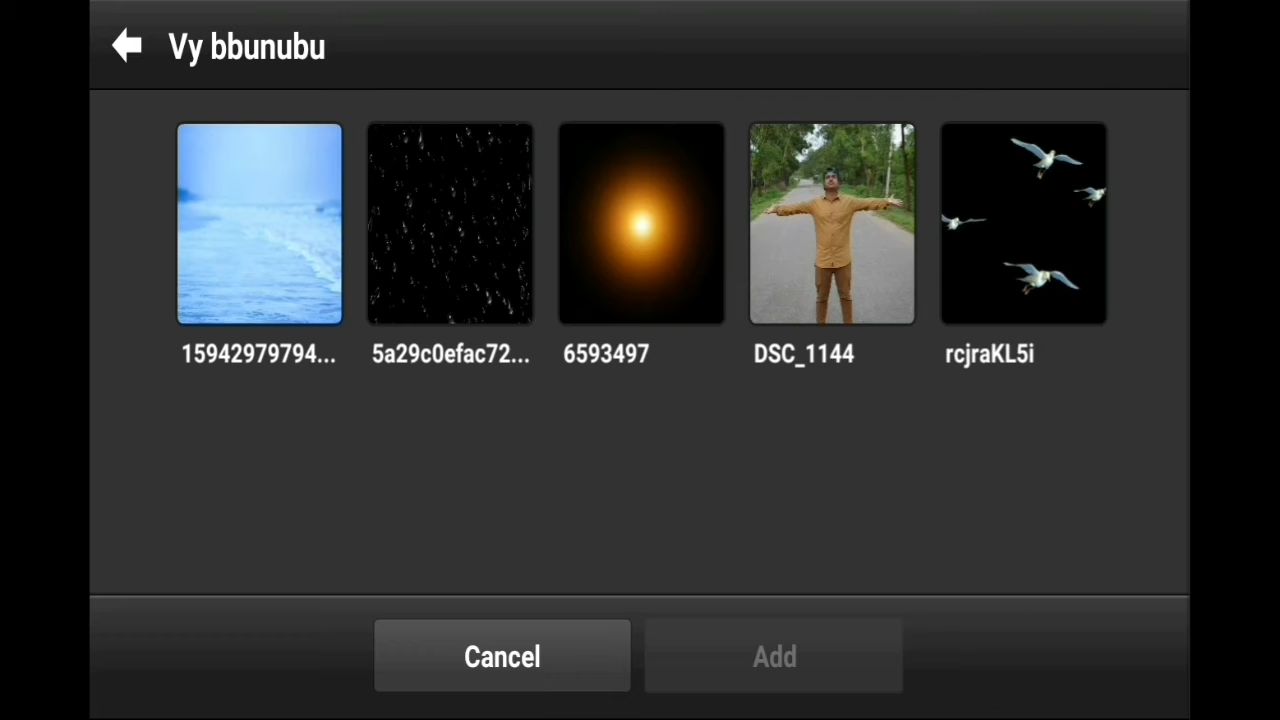 Vy bbunubu
15942979794...
5a29c0efac72...
6593497
DSC_1144
rcjraKL5i
Cancel
Add